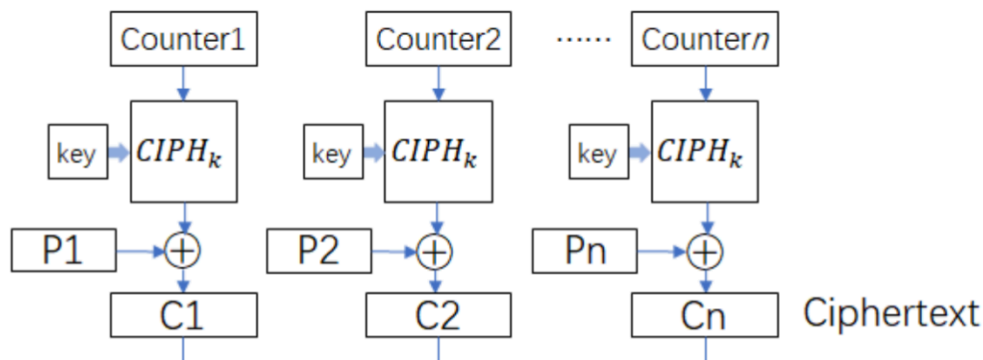 Counter1 Counter2 ...... Countern
key CIPHk key CIPHk key CIPHk
P1 P2 Pn
C1 C2 Cn Ciphertext